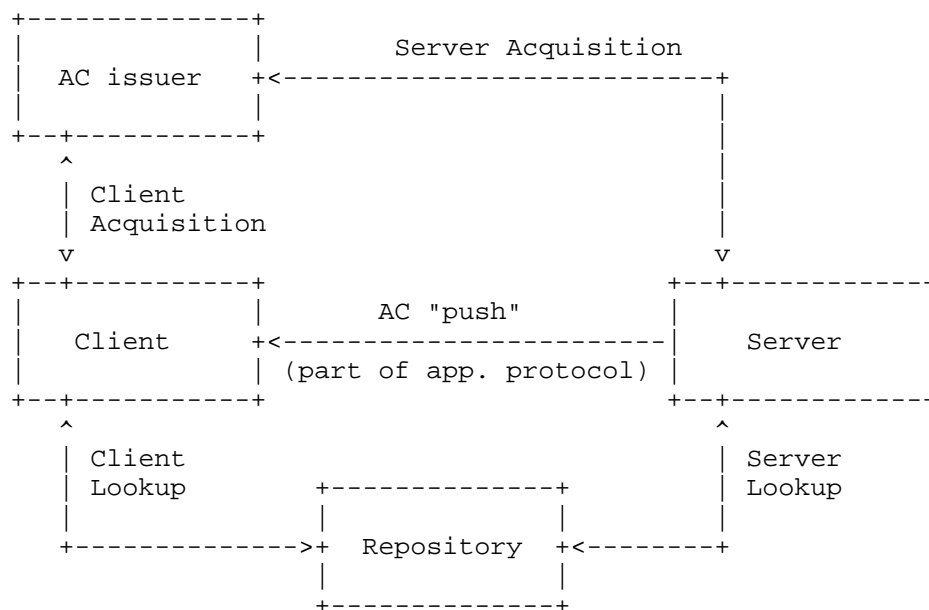 Server Acquisition
AC issuer
Client
Acquisition
AC "push"
Client
Server
(part of app. protocol)
Client
Lookup
Server
Lookup
Repository